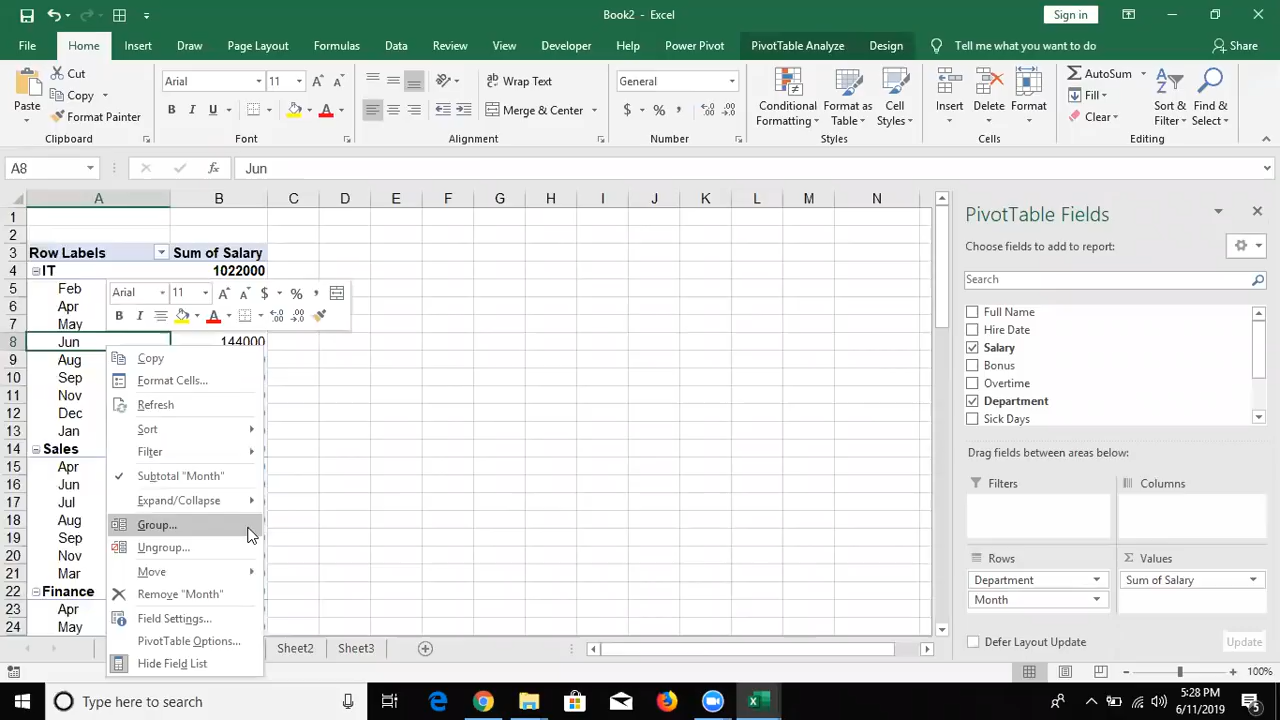 Book2 - Excel
Sign in
File Home Insert Draw Page Layout Formulas Data Review View Developer Help Power Pivot PivotTable Analyze Design Tell me what you want to do Share
Paste
Cut
Copy
Format Painter
Clipboard
Arial 11
B I U
Font
Wrap Text
Merge & Center
Alignment
General
$ % ,
Number
Conditional Formatting
Format as Table
Cell Styles
Styles
Insert Delete Format
Cells
AutoSum
Fill
Clear
Sort & Filter
Find & Select
Editing
A8 fx Jun
A B C D E F G H I J K L M N
1
2
3 Row Labels Sum of Salary
4 IT 1022000
5 Feb
6 Apr
7 May
8 Jun 144000
9 Aug
10 Sep
11 Nov
12 Dec
13 Jan
14 Sales
15 Apr
16 Jun
17 Jul
18 Aug
19 Sep
20 Nov
21 Mar
22 Finance
23 Apr
24 May
Arial 11 $ % ,
B I
Copy
Format Cells...
Refresh
Sort
Filter
Subtotal "Month"
Expand/Collapse
Group...
Ungroup...
Move
Remove "Month"
Field Settings...
PivotTable Options...
Hide Field List
Sheet2 Sheet3
PivotTable Fields
Choose fields to add to report:
Search
Full Name
Hire Date
Salary
Bonus
Overtime
Department
Sick Days
Drag fields between areas below:
Filters
Columns
Rows
Department
Month
Values
Sum of Salary
Defer Layout Update Update
100%
Type here to search
5:28 PM
6/11/2019
5